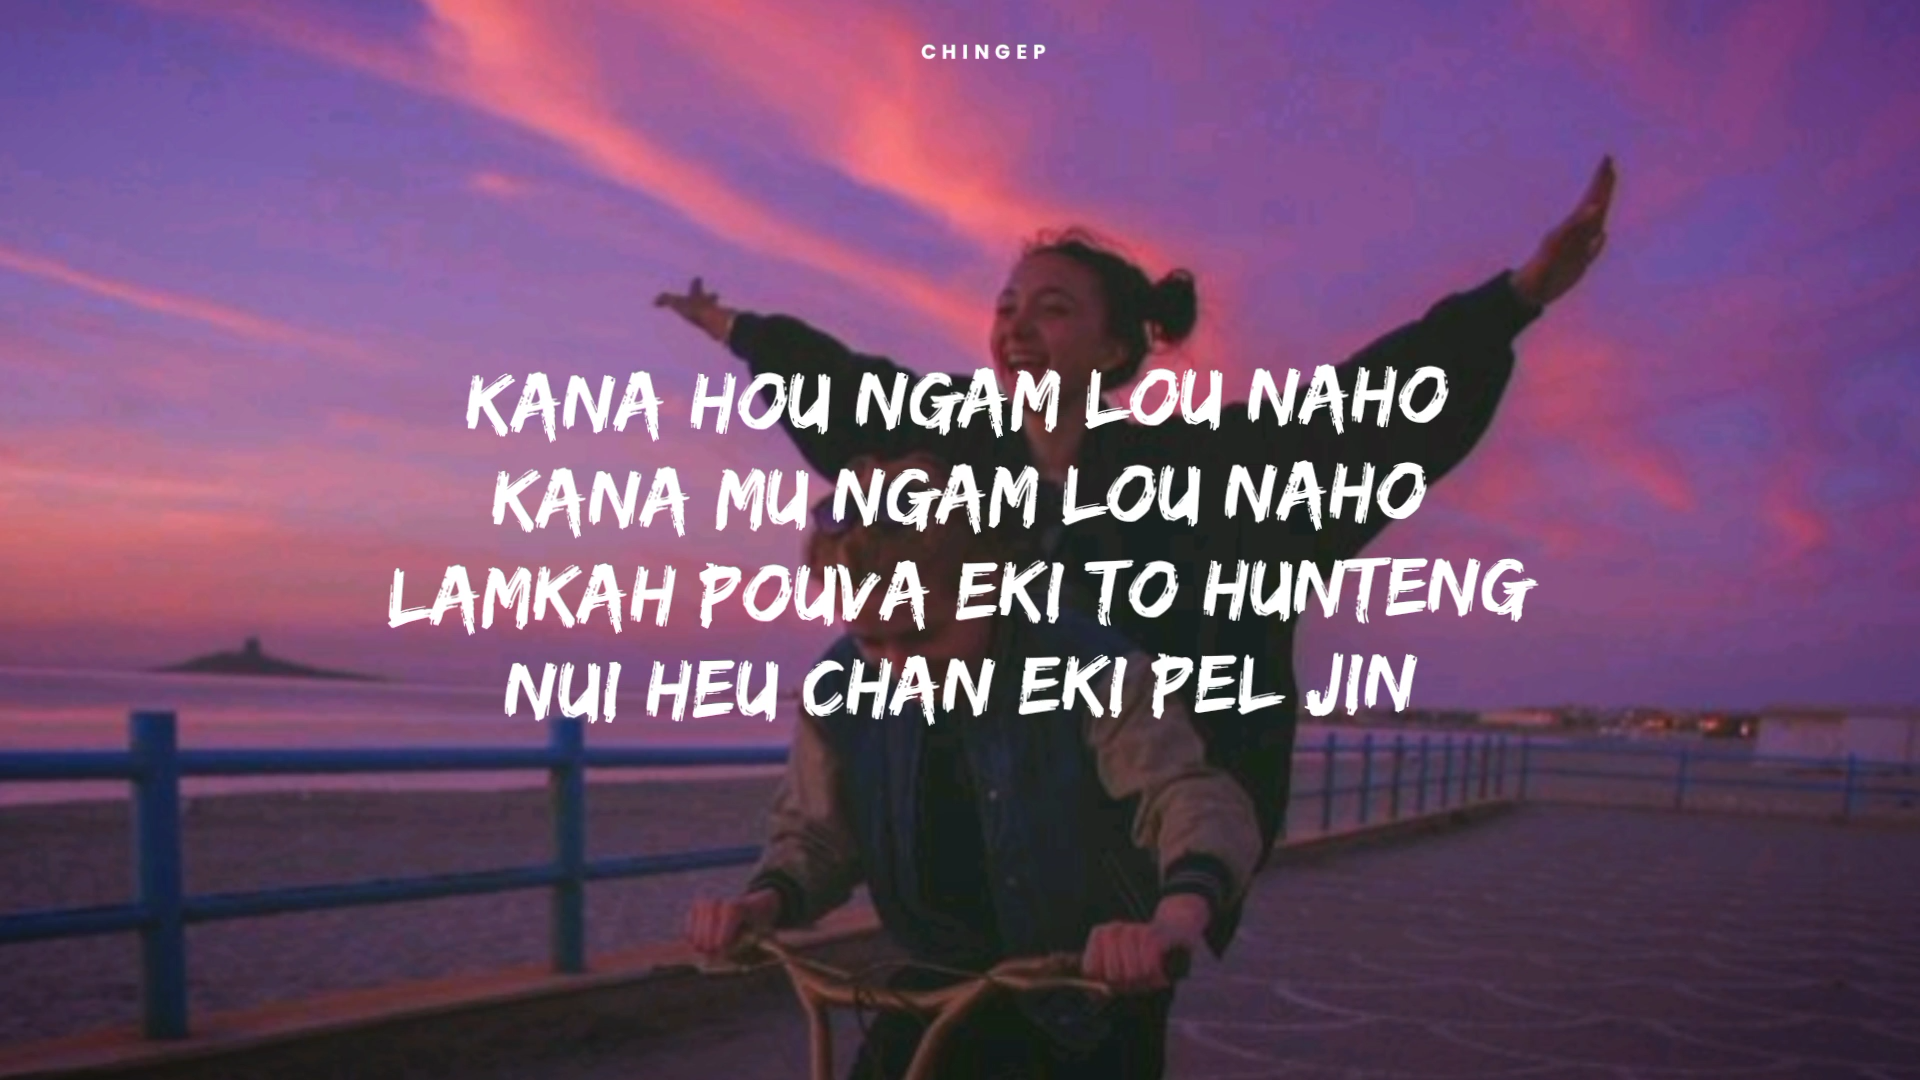 CHINGEP
KANA HOU NGAM LOU NAHO
KANA MU NGAM LOU NAHO
LAMKAH POUVA EKI TO HUNTENG
NUI HEU CHAN EKI PEL JIN